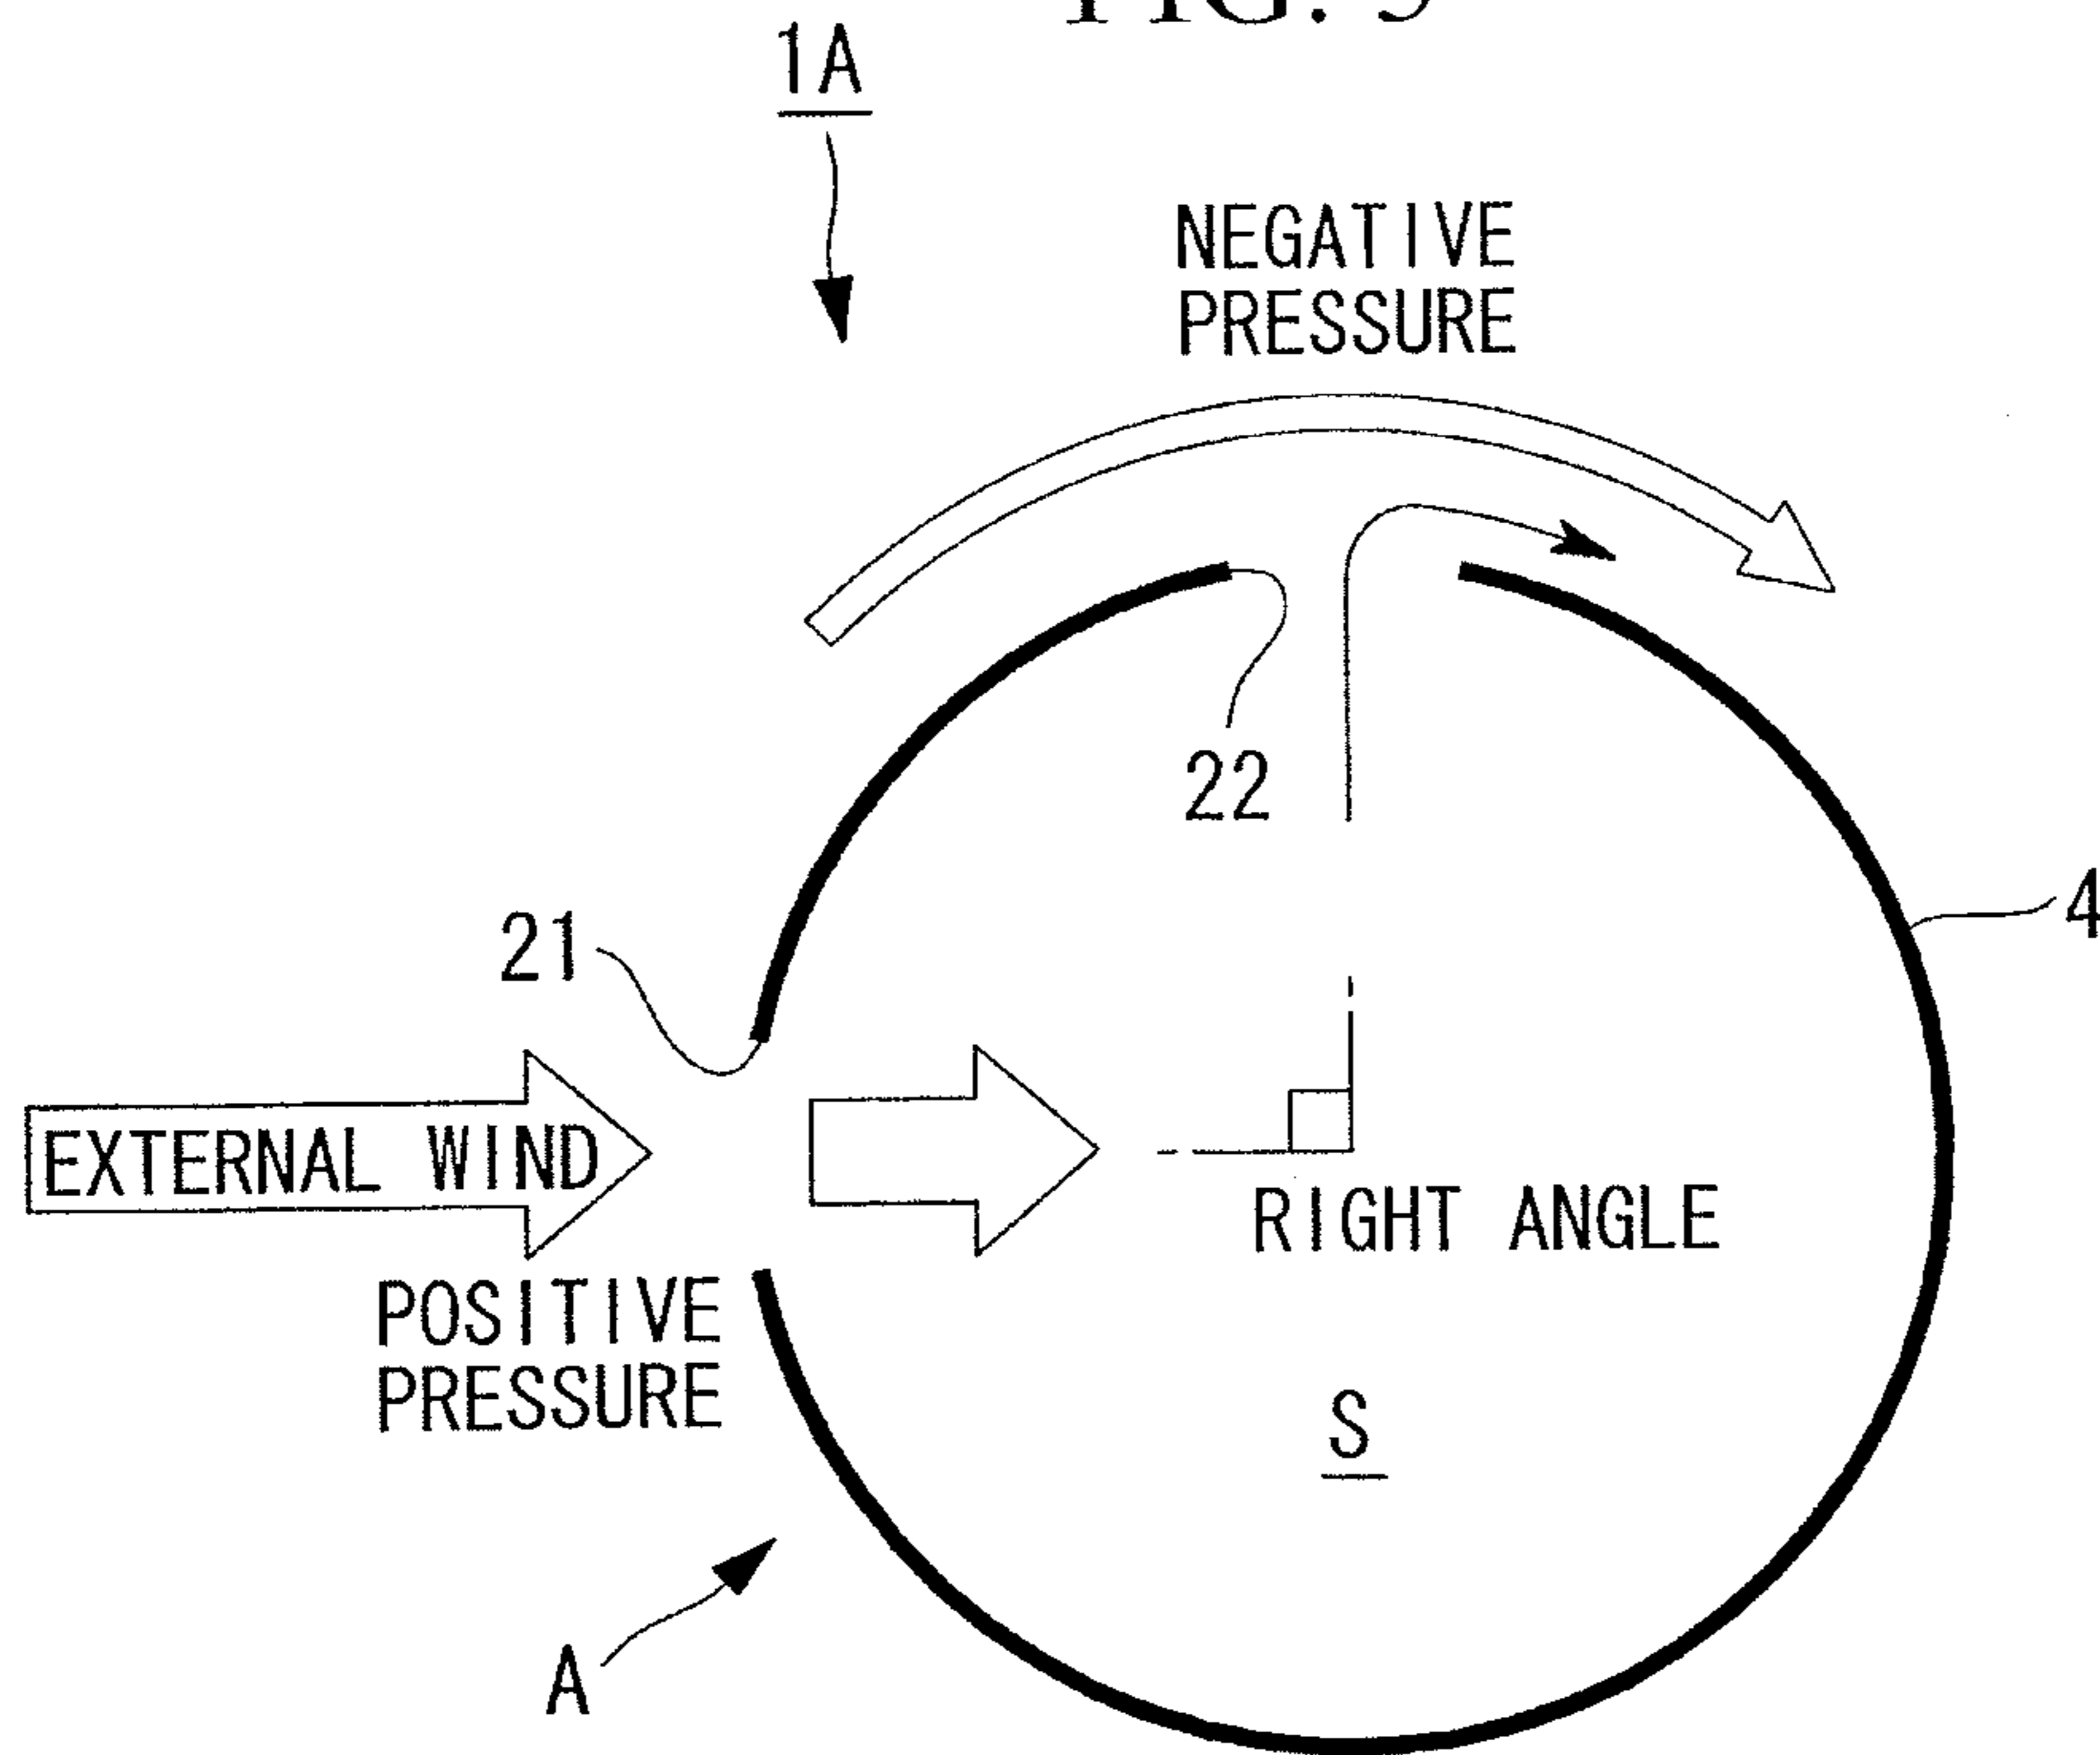 1A
NEGATIVE
PRESSURE
22
4
21
EXTERNAL WIND
RIGHT ANGLE
POSITIVE
PRESSURE
S
A